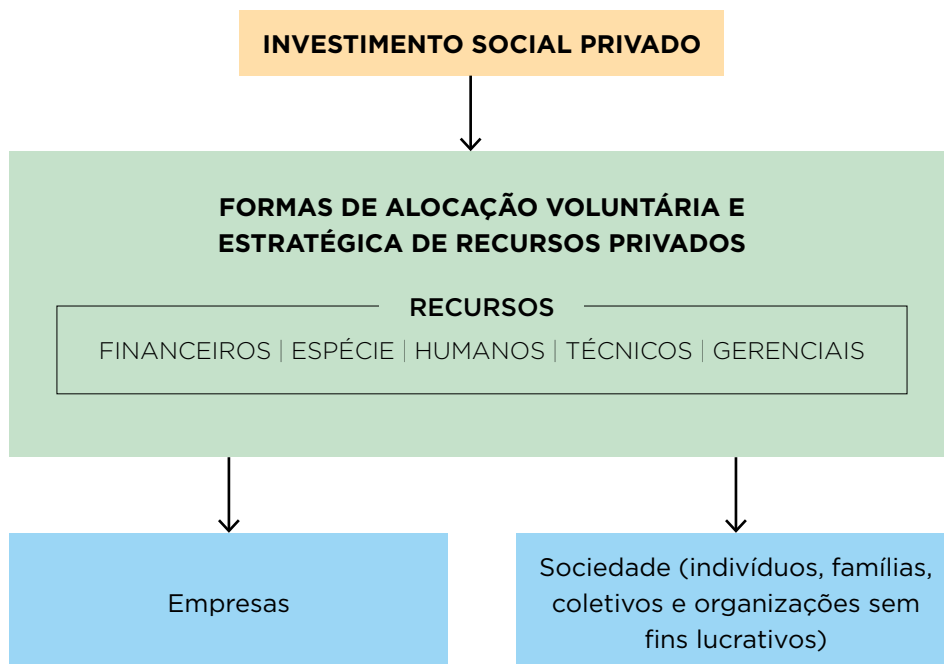 INVESTIMENTO SOCIAL PRIVADO
FORMAS DE ALOCAÇÃO VOLUNTÁRIA E
ESTRATÉGICA DE RECURSOS PRIVADOS
RECURSOS
FINANCEIROS | ESPÉCIE | HUMANOS | TÉCNICOS | GERENCIAIS
Empresas
Sociedade (indivíduos, famílias,
coletivos e organizações sem
fins lucrativos)